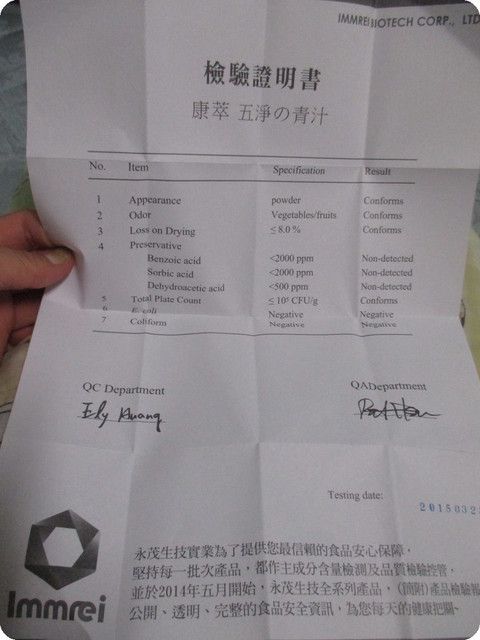 IMMREI BIOTECH CORP., LTD
檢驗證明書
康萃 五淨の青汁
No. Item Specification Result
1 Appearance powder Conforms
2 Odor Vegetables/fruits Conforms
3 Loss on Drying ≤ 8.0 % Conforms
4 Preservative
Benzoic acid <2000 ppm Non-detected
Sorbic acid <2000 ppm Non-detected
Dehydroacetic acid <500 ppm Non-detected
5 Total Plate Count ≤ 10⁵ CFU/g Conforms
6 E. coli Negative Negative
7 Coliform Negative Negative
QC Department QADepartment
Ely Huang
Testing date: 2015032
永茂生技實業為了提供您最信賴的食品安心保障，
堅持每一批次產品，都作主成分含量檢測及品質檢驗控管，
並於2014年五月開始，永茂生技全系列產品，(簡附)產品檢驗報
公開、透明、完整的食品安全資訊，為您每天的健康把關。
Immrei